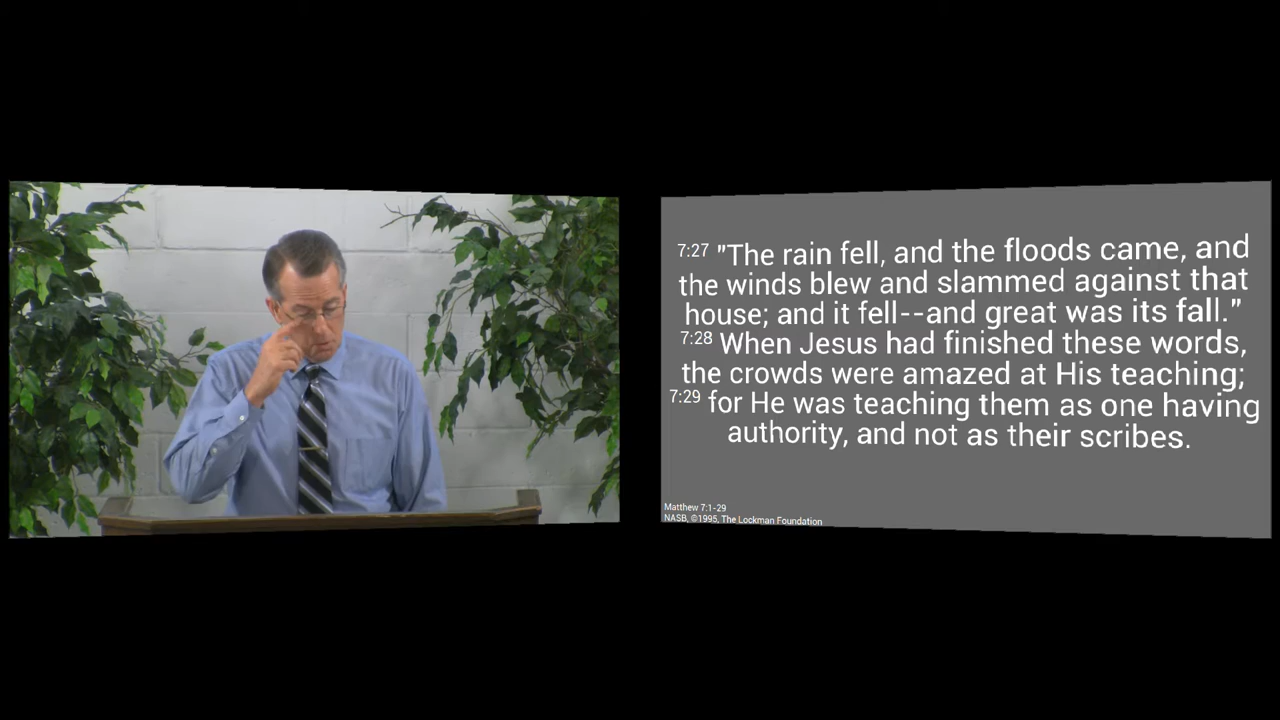 7:27 "The rain fell, and the floods came, and
the winds blew and slammed against that
house; and it fell--and great was its fall."
7:28 When Jesus had finished these words,
the crowds were amazed at His teaching;
7:29 for He was teaching them as one having
authority, and not as their scribes.
Matthew 7:1-29
NASB, ©1995, The Lockman Foundation